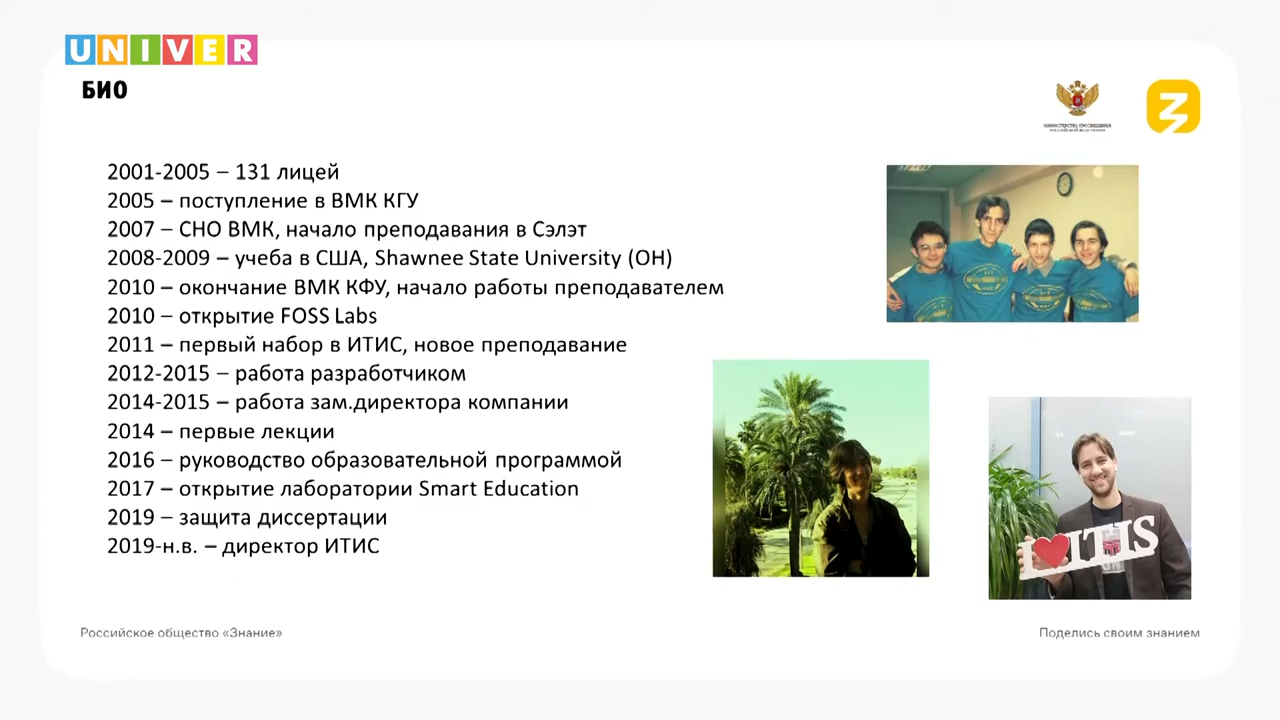 UNIVER
БИО
2001-2005 – 131 лицей
2005 – поступление в ВМК КГУ
2007 – СНО ВМК, начало преподавания в Сэлэт
2008-2009 – учеба в США, Shawnee State University (OH)
2010 – окончание ВМК КФУ, начало работы преподавателем
2010 – открытие FOSS Labs
2011 – первый набор в ИТИС, новое преподавание
2012-2015 – работа разработчиком
2014-2015 – работа зам.директора компании
2014 – первые лекции
2016 – руководство образовательной программой
2017 – открытие лаборатории Smart Education
2019 – защита диссертации
2019-н.в. – директор ИТИС
I ITIS
Российское общество «Знание»
Поделись своим знанием